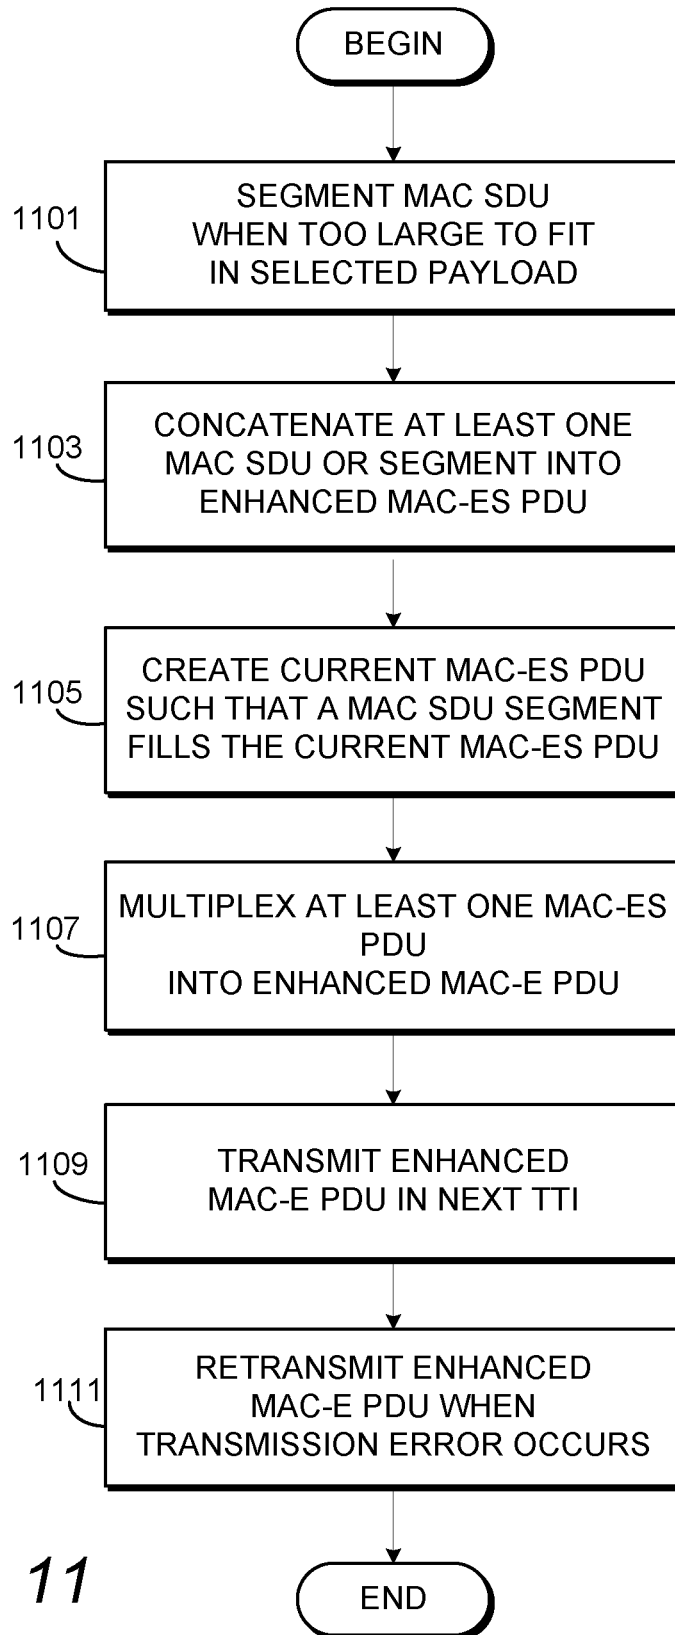 BEGIN
1101
SEGMENT MAC SDU
WHEN TOO LARGE TO FIT
IN SELECTED PAYLOAD
1103
CONCATENATE AT LEAST ONE
MAC SDU OR SEGMENT INTO
ENHANCED MAC-ES PDU
1105
CREATE CURRENT MAC-ES PDU
SUCH THAT A MAC SDU SEGMENT
FILLS THE CURRENT MAC-ES PDU
1107
MULTIPLEX AT LEAST ONE MAC-ES
PDU
INTO ENHANCED MAC-E PDU
1109
TRANSMIT ENHANCED
MAC-E PDU IN NEXT TTI
1111
RETRANSMIT ENHANCED
MAC-E PDU WHEN
TRANSMISSION ERROR OCCURS
11
END